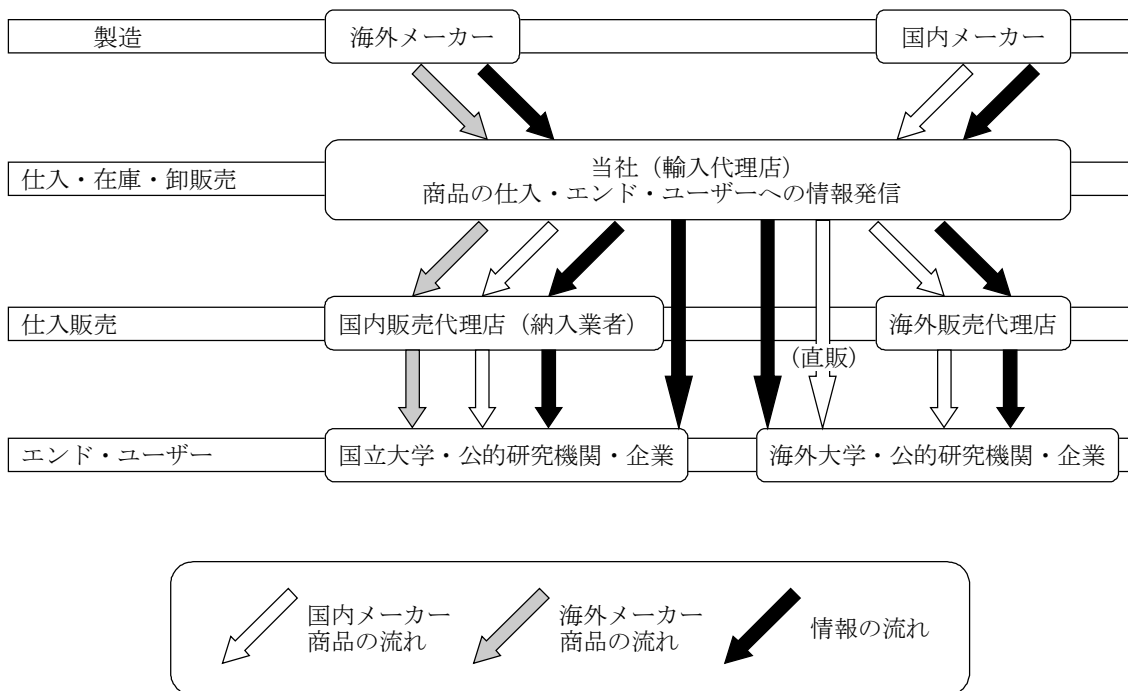 製造
海外メーカー
国内メーカー
仕入・在庫・卸販売
当社（輸入代理店）
商品の仕入・エンド・ユーザーへの情報発信
仕入販売
国内販売代理店（納入業者）
海外販売代理店
（直販）
エンド・ユーザー
国立大学・公的研究機関・企業
海外大学・公的研究機関・企業
国内メーカー
商品の流れ
海外メーカー
商品の流れ
情報の流れ